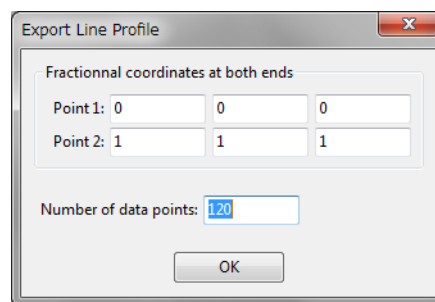 Export Line Profile
Fractionnal coordinates at both ends
Point 1: 0 0 0
Point 2: 1 1 1
Number of data points: 120
OK